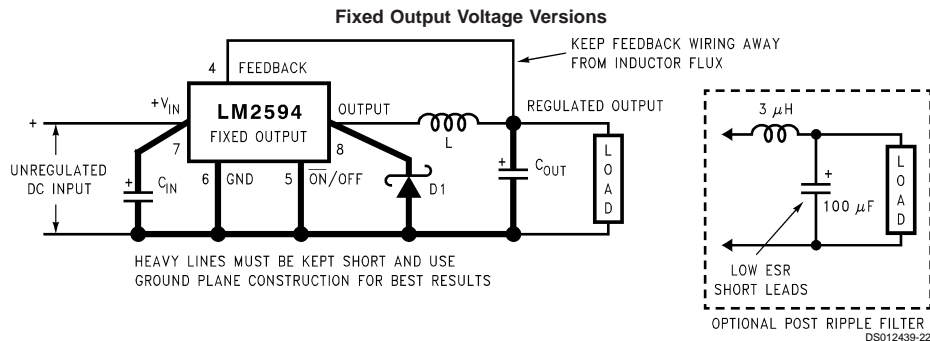 Fixed Output Voltage Versions
KEEP FEEDBACK WIRING AWAY
FROM INDUCTOR FLUX
4 FEEDBACK
+VIN
LM2594
FIXED OUTPUT
OUTPUT
REGULATED OUTPUT
+
7
8
L
UNREGULATED
DC INPUT
+
CIN
6 GND
5 ON/OFF
D1
+
COUT
LOAD
HEAVY LINES MUST BE KEPT SHORT AND USE
GROUND PLANE CONSTRUCTION FOR BEST RESULTS
3 µH
+
100 µF
LOAD
LOW ESR
SHORT LEADS
OPTIONAL POST RIPPLE FILTER
DS012439-22